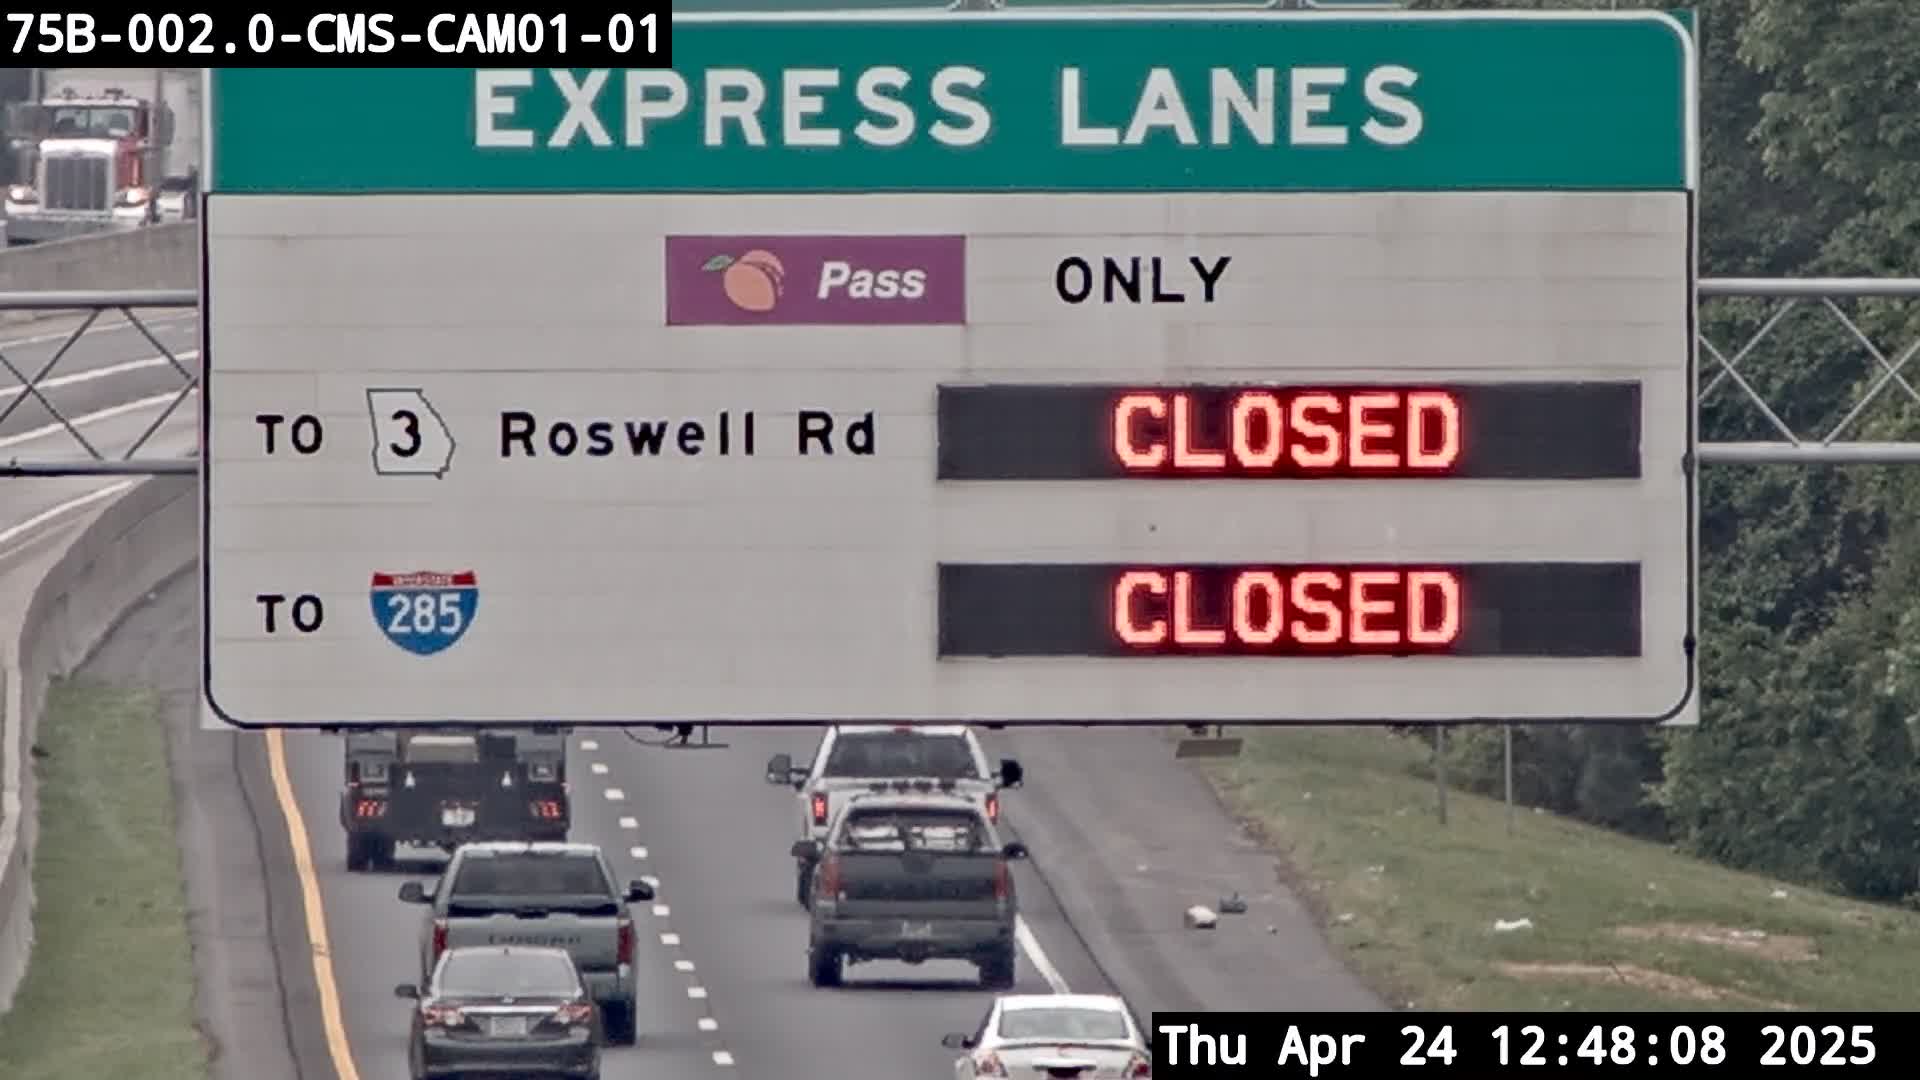 75B-002.0-CMS-CAM01-01
EXPRESS LANES
Pass ONLY
TO 3 Roswell Rd CLOSED
INTERSTATE
TO 285 CLOSED
Thu Apr 24 12:48:08 2025